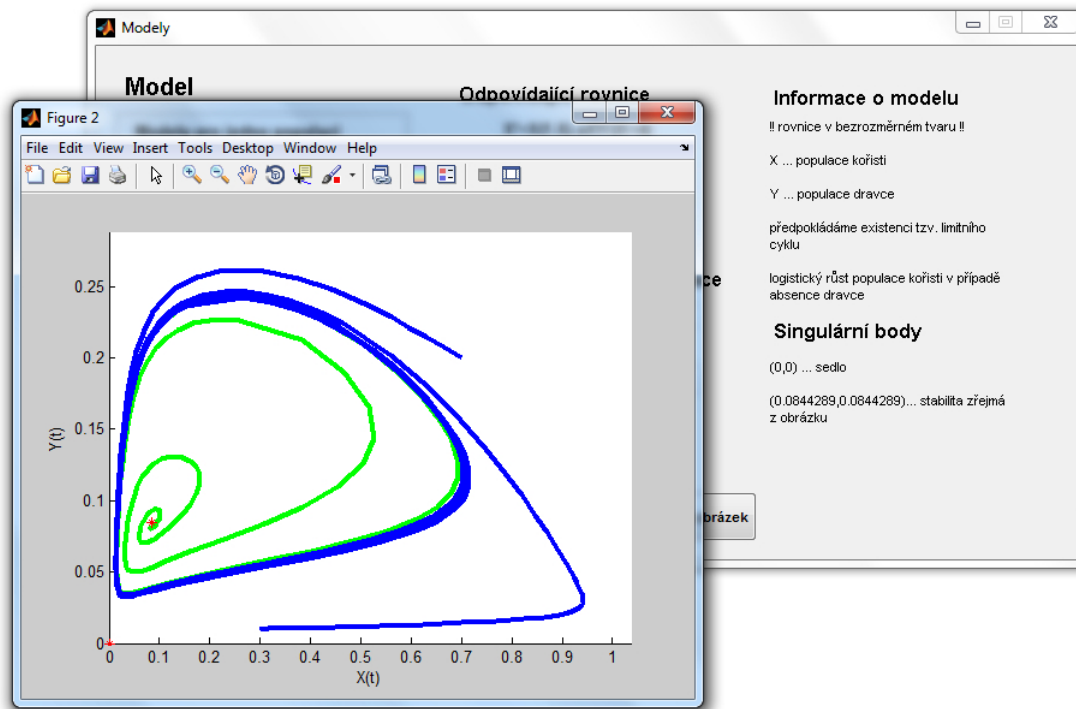 Modely
Model
Odpovídající rovnice
Informace o modelu
!! rovnice v bezrozměrném tvaru !!
X ... populace kořisti
Y ... populace dravce
předpokládáme existenci tzv. limitního
cyklu
logistický růst populace kořisti v případě
absence dravce
Singulární body
(0,0) ... sedlo
(0.0844289,0.0844289)... stabilita zřejmá
z obrázku
ce
brázek
Figure 2
File Edit View Insert Tools Desktop Window Help
0.25
0.2
0.15
0.1
0.05
0
Y(t)
0 0.1 0.2 0.3 0.4 0.5 0.6 0.7 0.8 0.9 1
X(t)